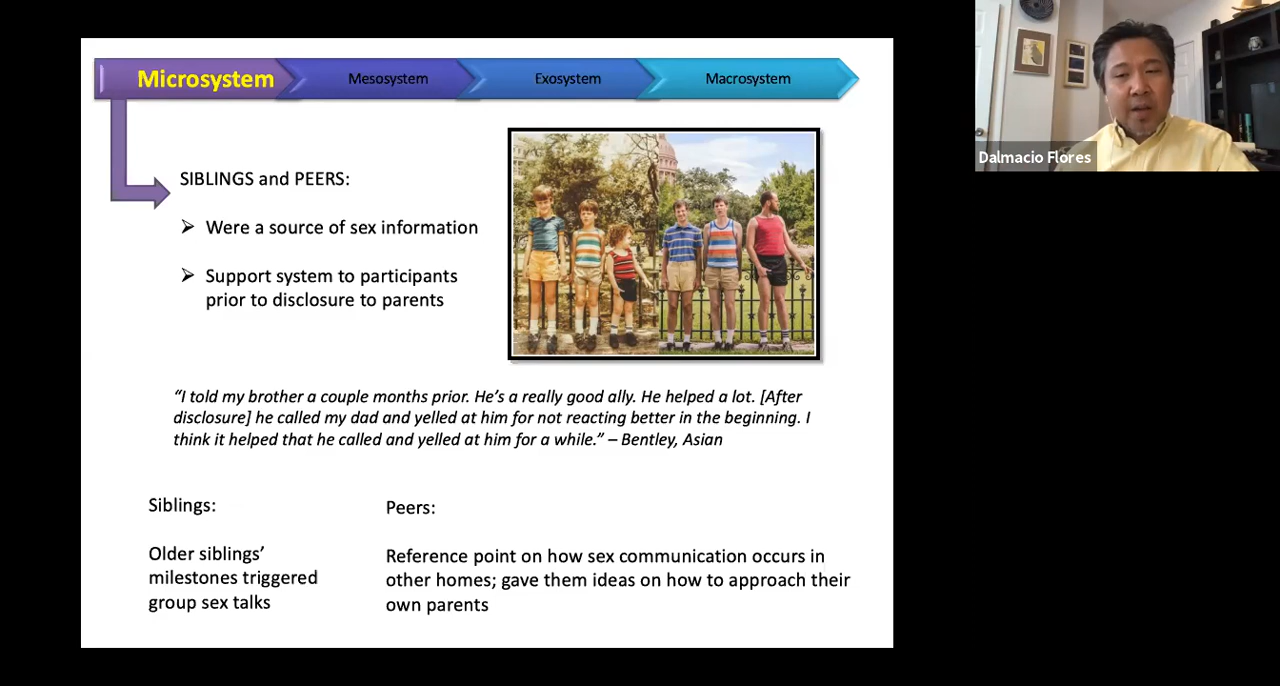 Microsystem
Mesosystem
Exosystem
Macrosystem
Dalmacio Flores
SIBLINGS and PEERS:
➢ Were a source of sex information
➢ Support system to participants
prior to disclosure to parents
“I told my brother a couple months prior. He’s a really good ally. He helped a lot. [After
disclosure] he called my dad and yelled at him for not reacting better in the beginning. I
think it helped that he called and yelled at him for a while.” – Bentley, Asian
Siblings:
Older siblings’
milestones triggered
group sex talks
Peers:
Reference point on how sex communication occurs in
other homes; gave them ideas on how to approach their
own parents